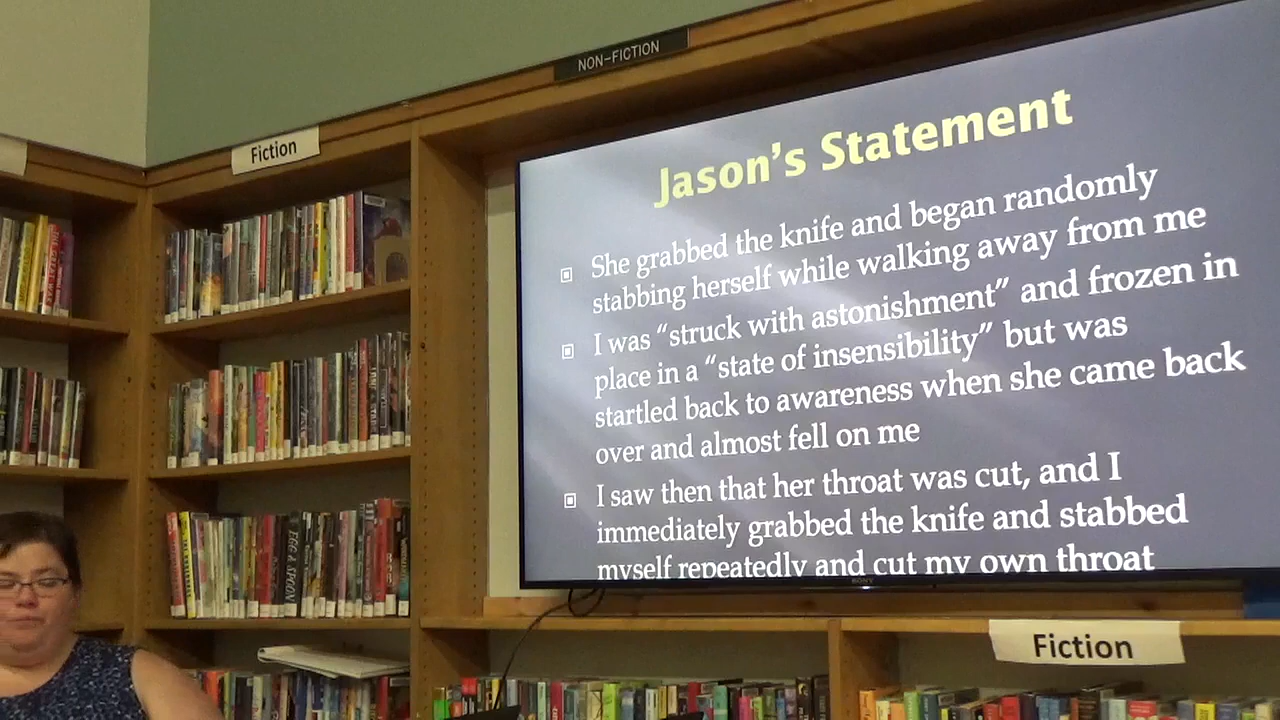 NON-FICTION
Fiction
Jason's Statement
She grabbed the knife and began randomly
stabbing herself while walking away from me
I was “struck with astonishment” and frozen in
place in a “state of insensibility” but was
startled back to awareness when she came back
over and almost fell on me
I saw then that her throat was cut, and I
immediately grabbed the knife and stabbed
myself repeatedly and cut my own throat
SONY
EGG & SPOON
Fiction